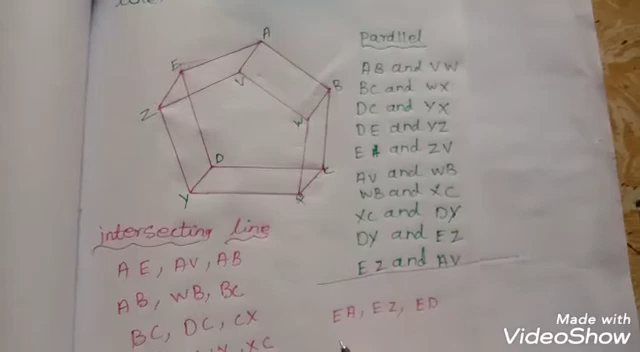 A
E
V
B
Z
W
D
C
Y
Parallel
AB and VW
BC and WX
DC and YX
DE and YZ
EA and ZV
AV and WB
WB and XC
XC and DY
DY and EZ
EZ and AV
intersecting line
AE, AV, AB
AB, WB, BC
BC, DC, CX
XC
EA, EZ, ED
Made with
VideoShow